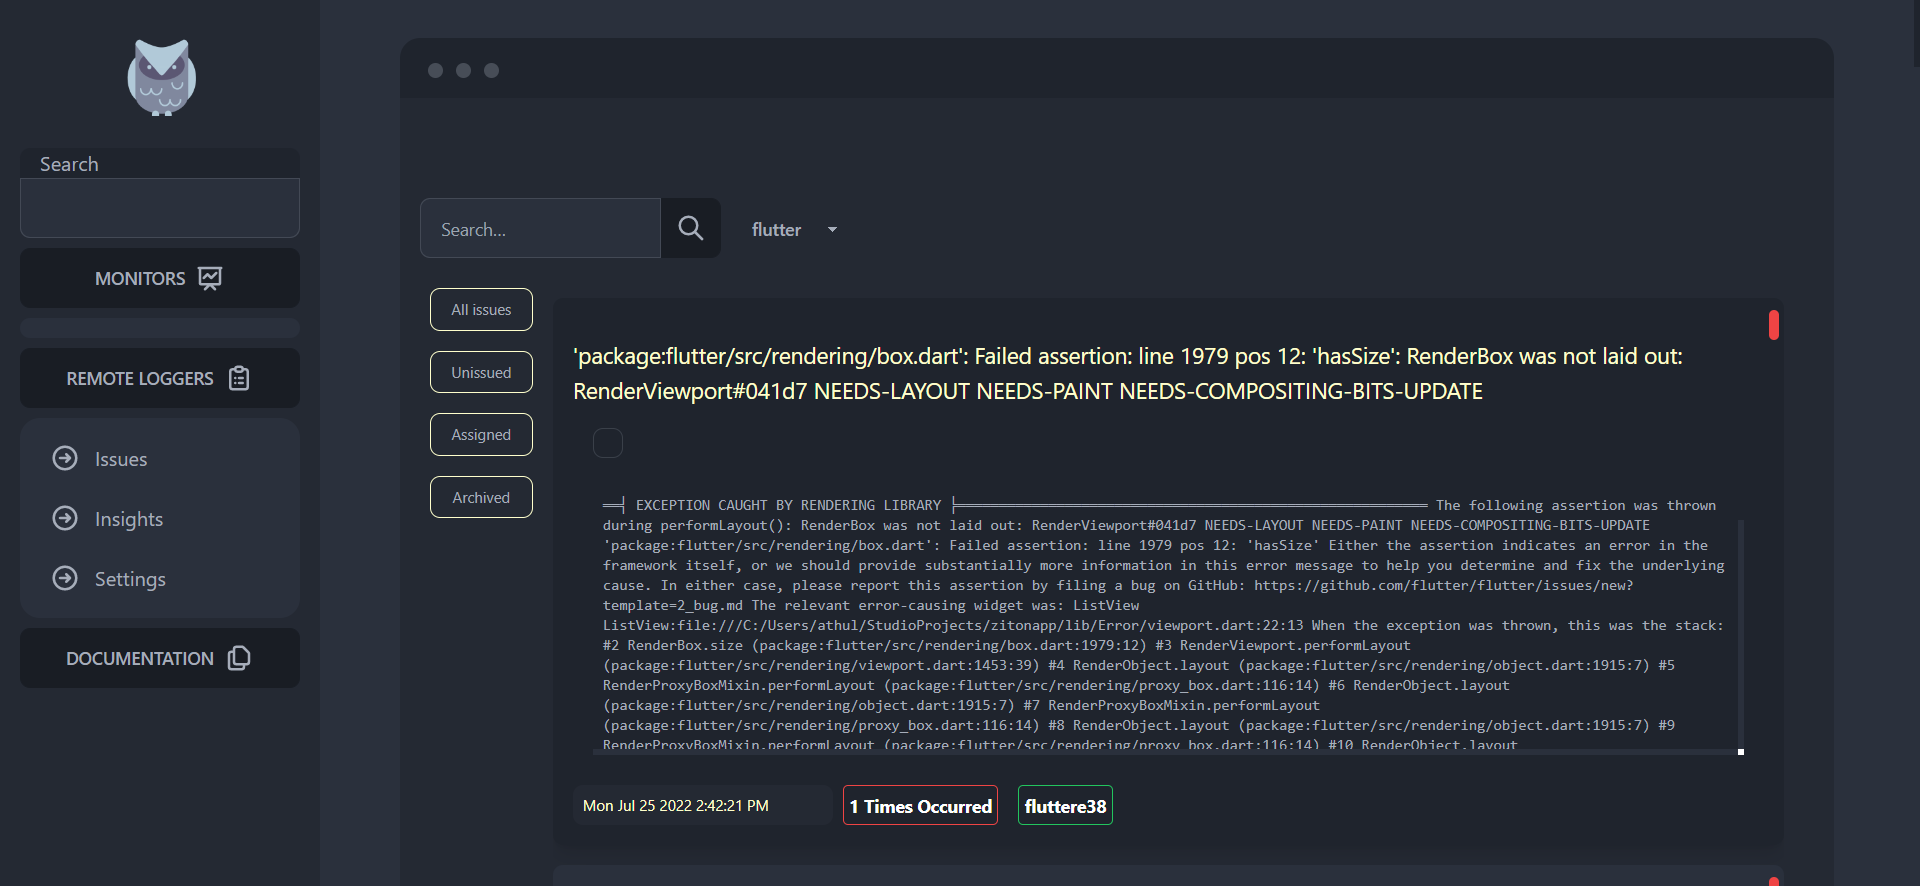 Search
MONITORS
REMOTE LOGGERS
Issues
Insights
Settings
DOCUMENTATION
Search...
flutter
All issues
Unissued
Assigned
Archived
'package:flutter/src/rendering/box.dart': Failed assertion: line 1979 pos 12: 'hasSize': RenderBox was not laid out:
RenderViewport#041d7 NEEDS-LAYOUT NEEDS-PAINT NEEDS-COMPOSITING-BITS-UPDATE
══╡ EXCEPTION CAUGHT BY RENDERING LIBRARY ╞═════════════════════════════════════════════════════════ The following assertion was thrown
during performLayout(): RenderBox was not laid out: RenderViewport#041d7 NEEDS-LAYOUT NEEDS-PAINT NEEDS-COMPOSITING-BITS-UPDATE
'package:flutter/src/rendering/box.dart': Failed assertion: line 1979 pos 12: 'hasSize' Either the assertion indicates an error in the
framework itself, or we should provide substantially more information in this error message to help you determine and fix the underlying
cause. In either case, please report this assertion by filing a bug on GitHub: https://github.com/flutter/flutter/issues/new?
template=2_bug.md The relevant error-causing widget was: ListView
ListView:file:///C:/Users/athul/StudioProjects/zitonapp/lib/Error/viewport.dart:22:13 When the exception was thrown, this was the stack:
#2 RenderBox.size (package:flutter/src/rendering/box.dart:1979:12) #3 RenderViewport.performLayout
(package:flutter/src/rendering/viewport.dart:1453:39) #4 RenderObject.layout (package:flutter/src/rendering/object.dart:1915:7) #5
RenderProxyBoxMixin.performLayout (package:flutter/src/rendering/proxy_box.dart:116:14) #6 RenderObject.layout
(package:flutter/src/rendering/object.dart:1915:7) #7 RenderProxyBoxMixin.performLayout
(package:flutter/src/rendering/proxy_box.dart:116:14) #8 RenderObject.layout (package:flutter/src/rendering/object.dart:1915:7) #9
RenderProxyBoxMixin.performLayout (package:flutter/src/rendering/proxy_box.dart:116:14) #10 RenderObject.layout
Mon Jul 25 2022 2:42:21 PM
1 Times Occurred
fluttere38